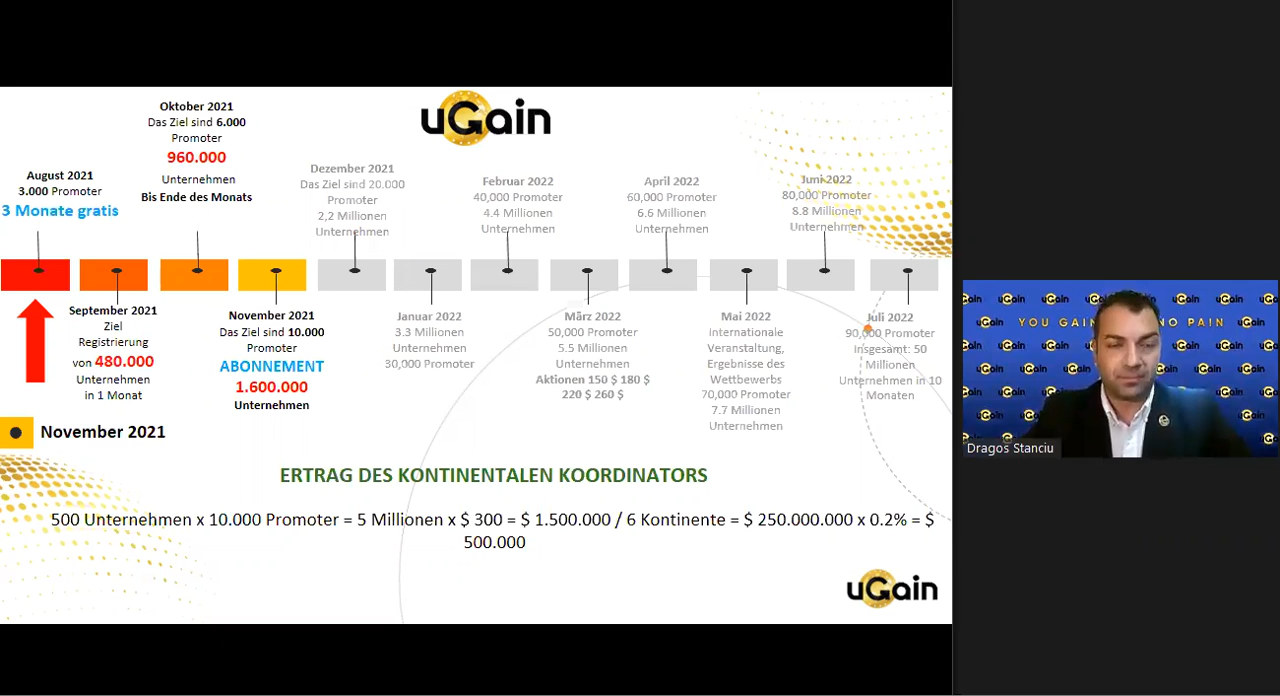 uGain
Oktober 2021
Das Ziel sind 6.000
Promoter
960.000
Unternehmen
Bis Ende des Monats
August 2021
3.000 Promoter
3 Monate gratis
Dezember 2021
Das Ziel sind 20.000
Promoter
2,2 Millionen
Unternehmen
Februar 2022
40,000 Promoter
4.4 Millionen
Unternehmen
April 2022
60,000 Promoter
6.6 Millionen
Unternehmen
Juni 2022
80,000 Promoter
8.8 Millionen
Unternehmen
September 2021
Ziel
Registrierung
von 480.000
Unternehmen
in 1 Monat
November 2021
Das Ziel sind 10.000
Promoter
ABONNEMENT
1.600.000
Unternehmen
Januar 2022
3.3 Millionen
Unternehmen
30,000 Promoter
März 2022
50,000 Promoter
5.5 Millionen
Unternehmen
Aktionen 150 $ 180 $
220 $ 260 $
Mai 2022
Internationale
Veranstaltung,
Ergebnisse des
Wettbewerbs
70,000 Promoter
7.7 Millionen
Unternehmen
Juli 2022
90,000 Promoter
Insgesamt: 50
Millionen
Unternehmen in 10
Monaten
November 2021
ERTRAG DES KONTINENTALEN KOORDINATORS
500 Unternehmen x 10.000 Promoter = 5 Millionen x $ 300 = $ 1.500.000 / 6 Kontinente = $ 250.000.000 x 0.2% = $
500.000
uGain
YOU GAIN NO PAIN
Dragos Stanciu